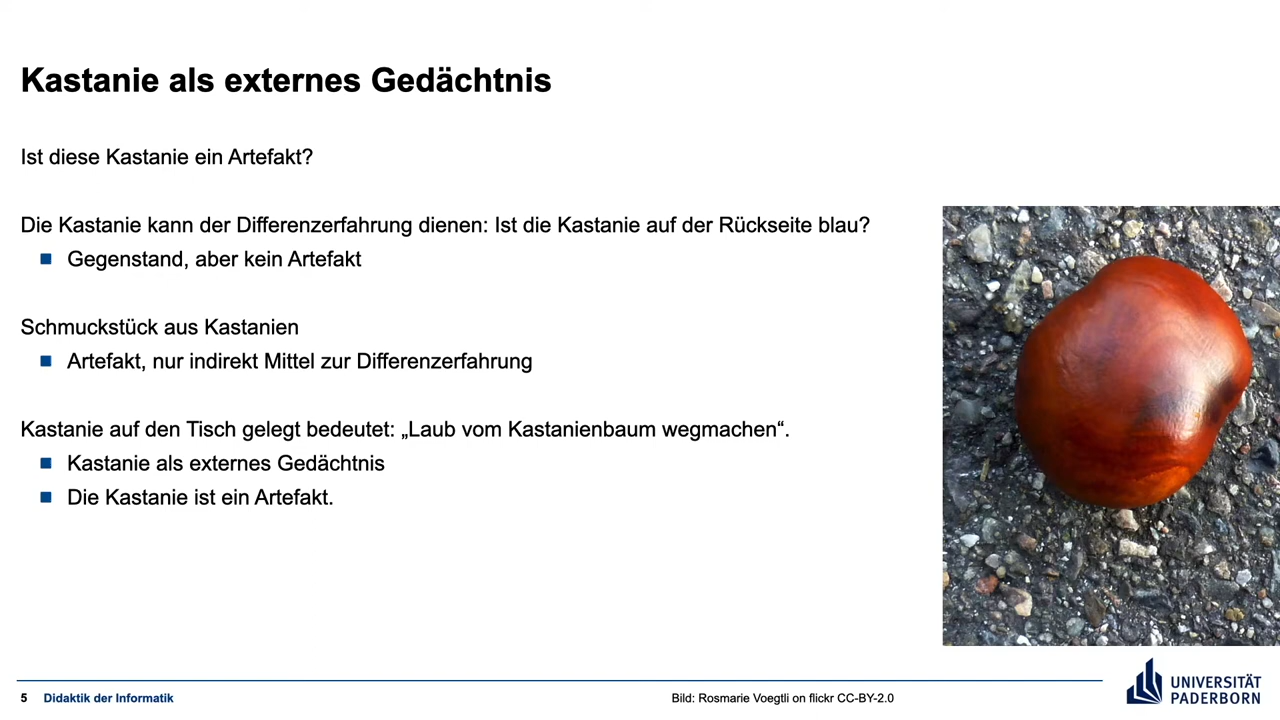 Kastanie als externes Gedächtnis
Ist diese Kastanie ein Artefakt?
Die Kastanie kann der Differenzerfahrung dienen: Ist die Kastanie auf der Rückseite blau?
Gegenstand, aber kein Artefakt
Schmuckstück aus Kastanien
Artefakt, nur indirekt Mittel zur Differenzerfahrung
Kastanie auf den Tisch gelegt bedeutet: „Laub vom Kastanienbaum wegmachen“.
Kastanie als externes Gedächtnis
Die Kastanie ist ein Artefakt.
5 Didaktik der Informatik
Bild: Rosmarie Voegtli on flickr CC-BY-2.0
UNIVERSITÄT
PADERBORN